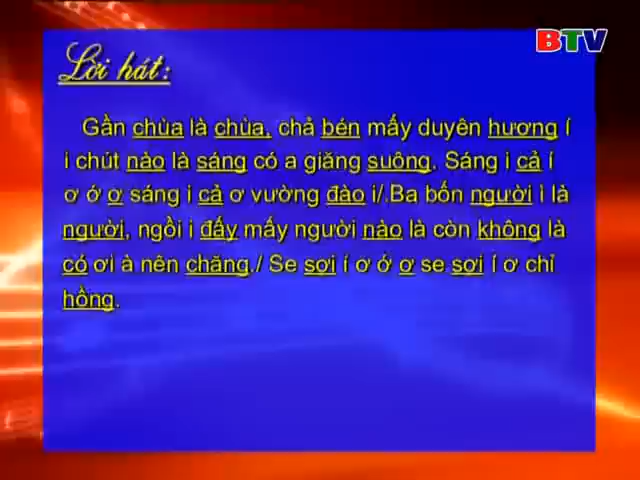 BTV
Lời hát:
Gần chùa là chùa, chả bén mấy duyên hương í
i chút nào là sáng có a giăng suông. Sáng i cả í
ơ ớ ơ sáng i cả ơ vường đào i/.Ba bốn người ì là
người, ngồi i đấy mấy người nào là còn không là
có ơi à nên chăng./ Se sợi í ơ ớ ơ se sợi í ơ chỉ
hồng.